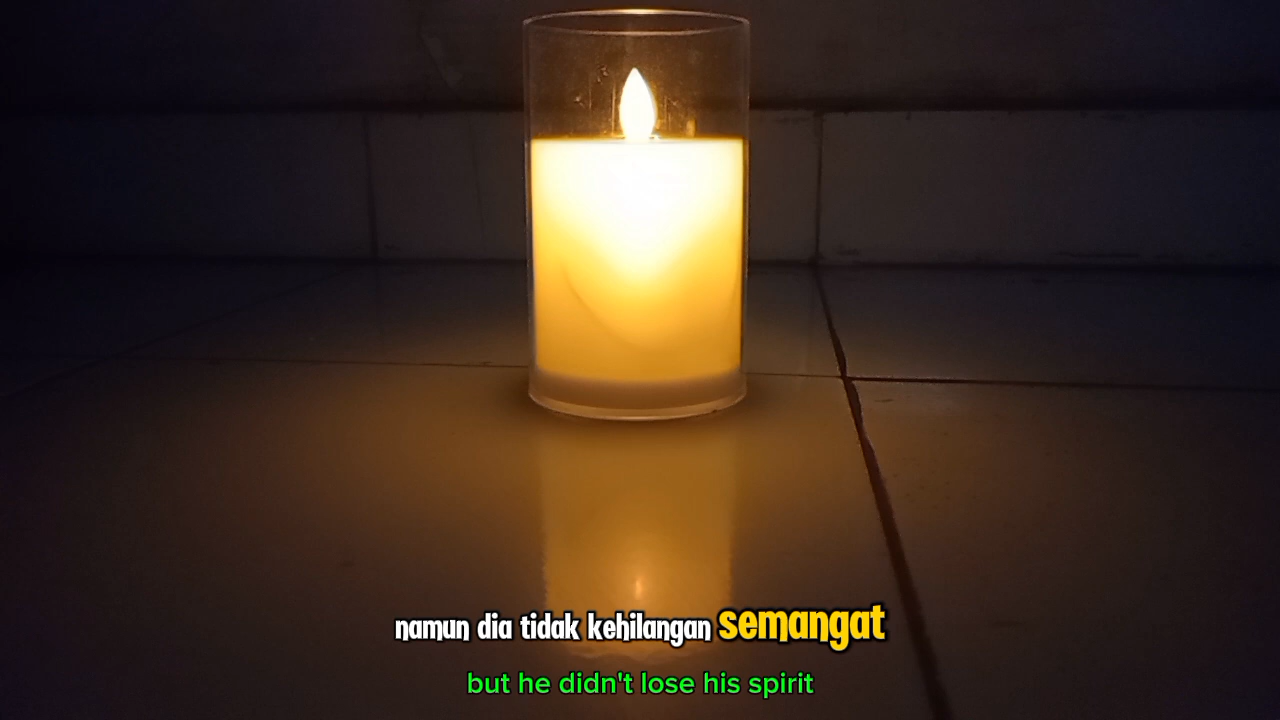 namun dia tidak kehilangan semangat
but he didn't lose his spirit